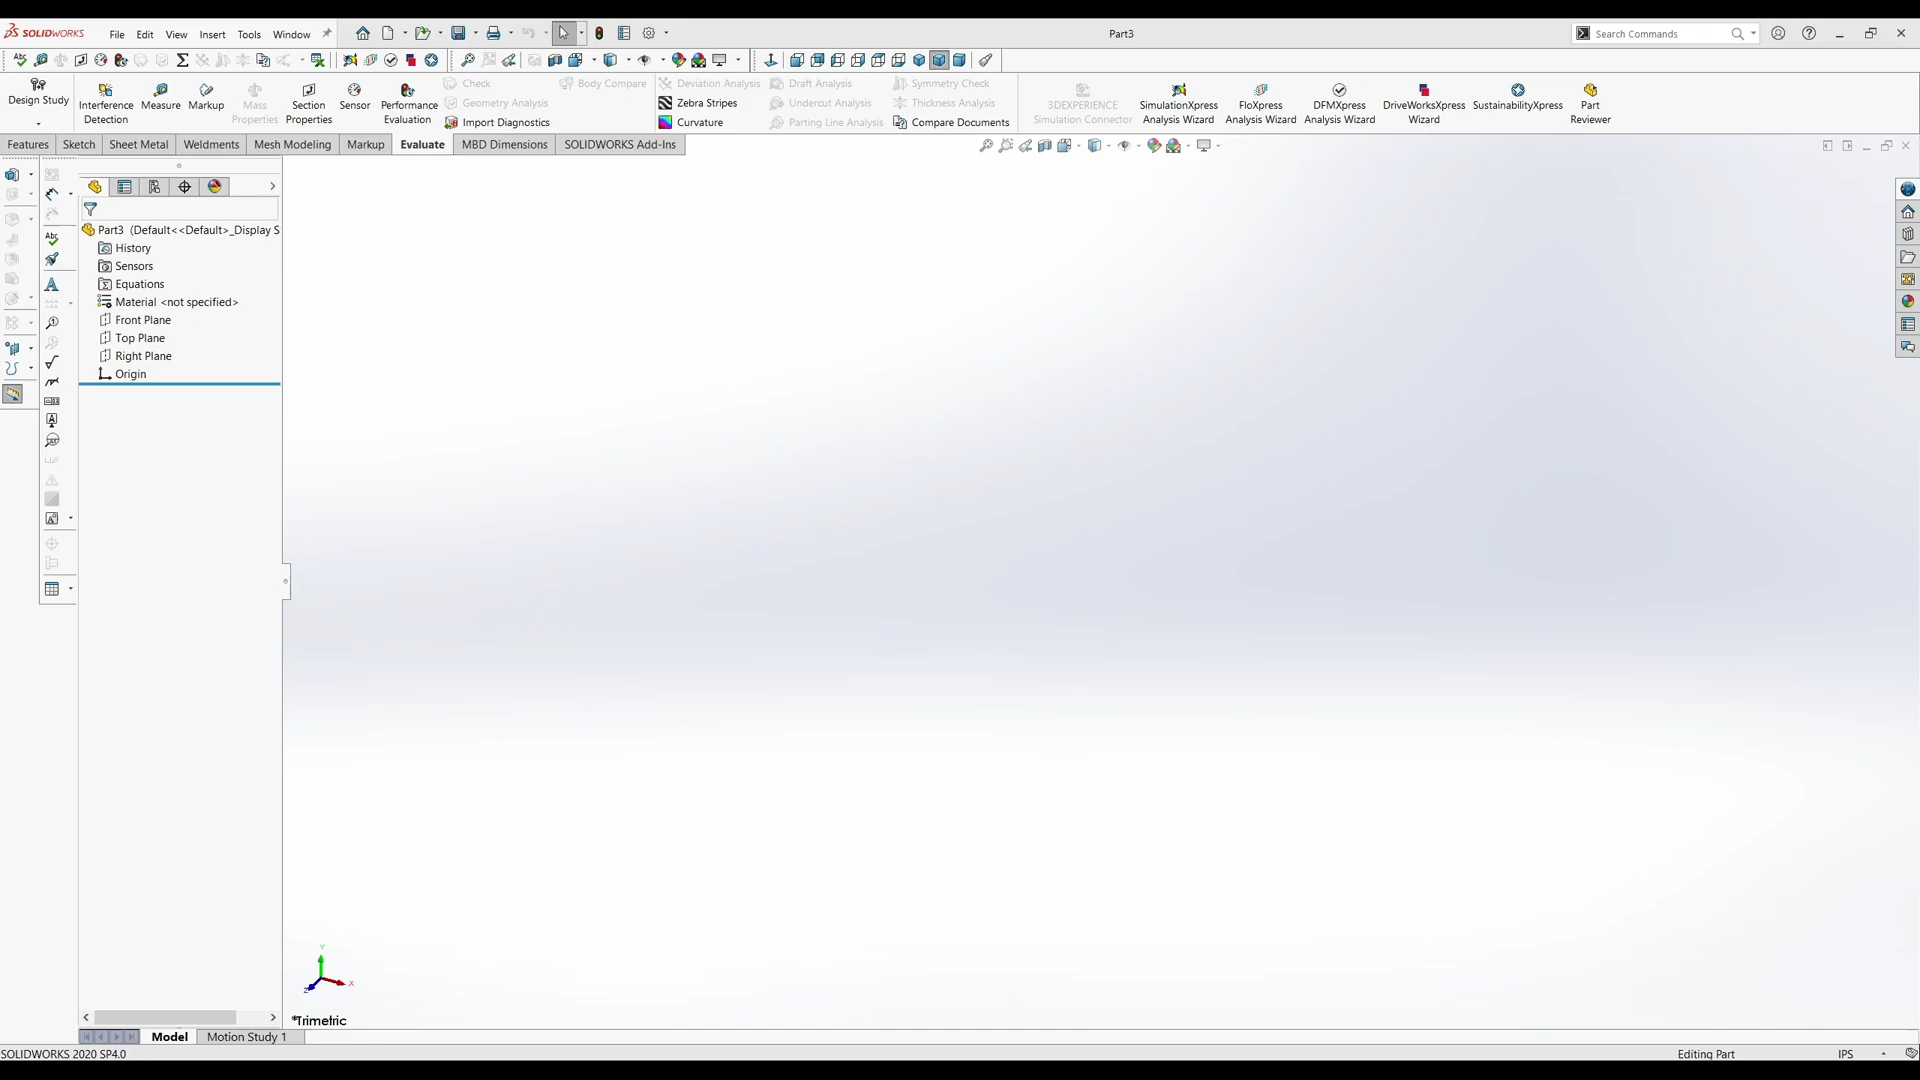 SOLIDWORKS File Edit View Insert Tools Window Part3 Search Commands
Design Study
Interference Detection
Measure
Markup
Mass Properties
Section Properties
Sensor
Performance Evaluation
Check
Geometry Analysis
Import Diagnostics
Body Compare
Deviation Analysis
Zebra Stripes
Curvature
Draft Analysis
Undercut Analysis
Parting Line Analysis
Symmetry Check
Thickness Analysis
Compare Documents
3DEXPERIENCE
Simulation Connector
SimulationXpress
Analysis Wizard
FloXpress
Analysis Wizard
DFMXpress
Analysis Wizard
DriveWorksXpress
Wizard
SustainabilityXpress
Part
Reviewer
Features Sketch Sheet Metal Weldments Mesh Modeling Markup Evaluate MBD Dimensions SOLIDWORKS Add-Ins
Part3 (Default<<Default>_Display S
History
Sensors
Equations
Material <not specified>
Front Plane
Top Plane
Right Plane
Origin
Y
X
Z
*Trimetric
Model Motion Study 1
SOLIDWORKS 2020 SP4.0 Editing Part IPS